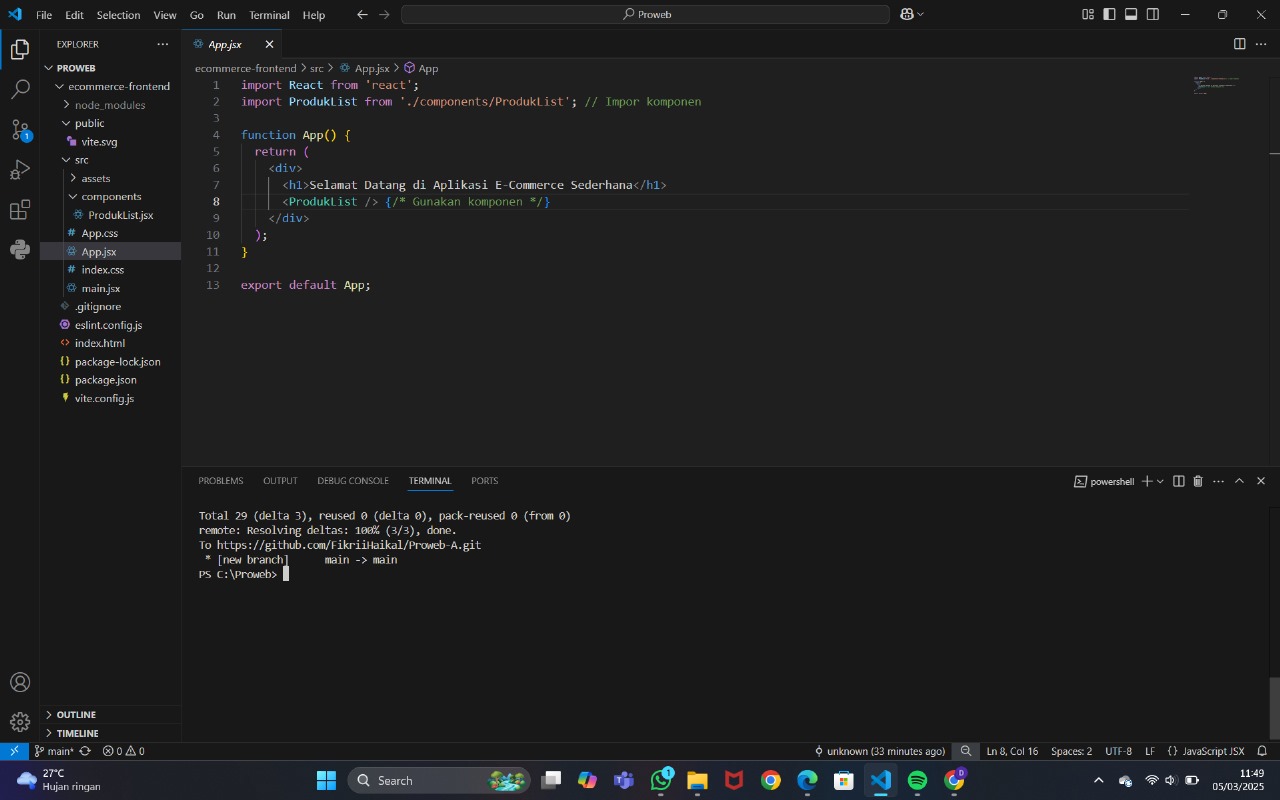 File Edit Selection View Go Run Terminal Help
Proweb
EXPLORER
PROWEB
ecommerce-frontend
node_modules
public
vite.svg
src
assets
components
ProdukList.jsx
App.css
App.jsx
index.css
main.jsx
.gitignore
eslint.config.js
index.html
package-lock.json
package.json
vite.config.js
OUTLINE
TIMELINE
1
App.jsx
ecommerce-frontend > src > App.jsx > App
1 import React from 'react';
2 import ProdukList from './components/ProdukList'; // Impor komponen
3
4 function App() {
5 return (
6 <div>
7 <h1>Selamat Datang di Aplikasi E-Commerce Sederhana</h1>
8 <ProdukList /> {/* Gunakan komponen */}
9 </div>
10 );
11 }
12
13 export default App;
PROBLEMS OUTPUT DEBUG CONSOLE TERMINAL PORTS
powershell
Total 29 (delta 3), reused 0 (delta 0), pack-reused 0 (from 0)
remote: Resolving deltas: 100% (3/3), done.
To https://github.com/FikriiHaikal/Proweb-A.git
* [new branch] main -> main
PS C:\Proweb>
main* 0 0
unknown (33 minutes ago) Ln 8, Col 16 Spaces: 2 UTF-8 LF {} JavaScript JSX
27°C
Hujan ringan
Search
1
D
11:49
05/03/2025